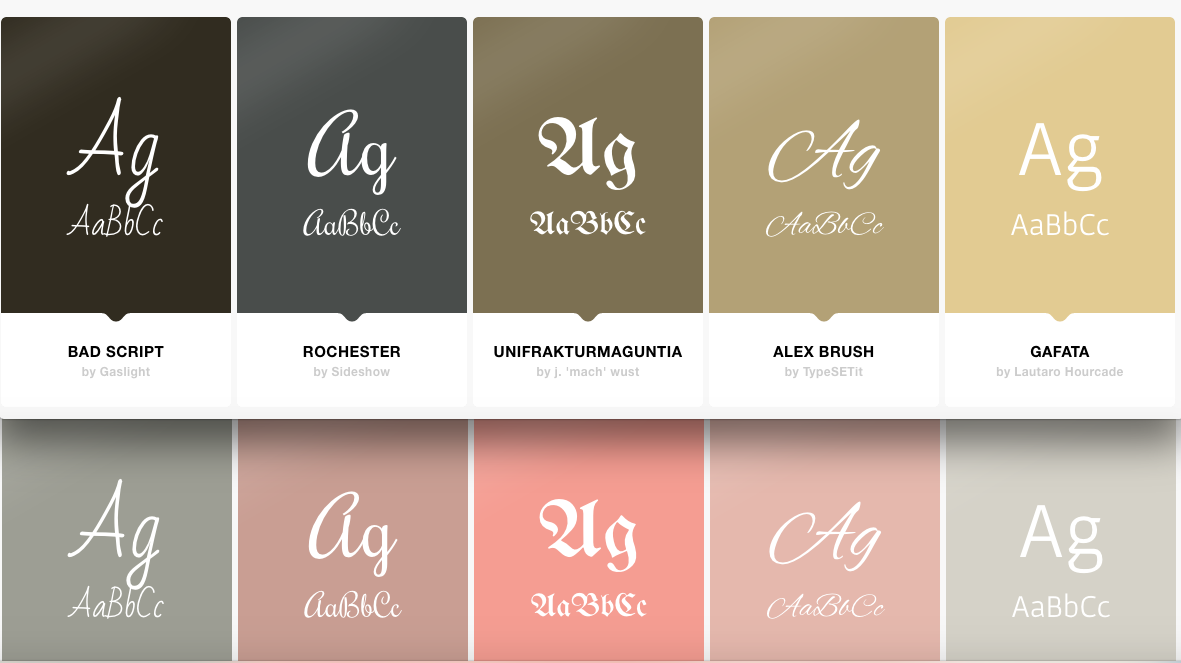 Ag
AaBbCc
BAD SCRIPT
by Gaslight
Ag
AaBbCc
ROCHESTER
by Sideshow
Ag
AaBbCc
UNIFRAKTURMAGUNTIA
by j. 'mach' wust
Ag
AaBbCc
ALEX BRUSH
by TypeSETit
Ag
AaBbCc
GAFATA
by Lautaro Hourcade
Ag
AaBbCc
Ag
AaBbCc
Ag
AaBbCc
Ag
AaBbCc
Ag
AaBbCc